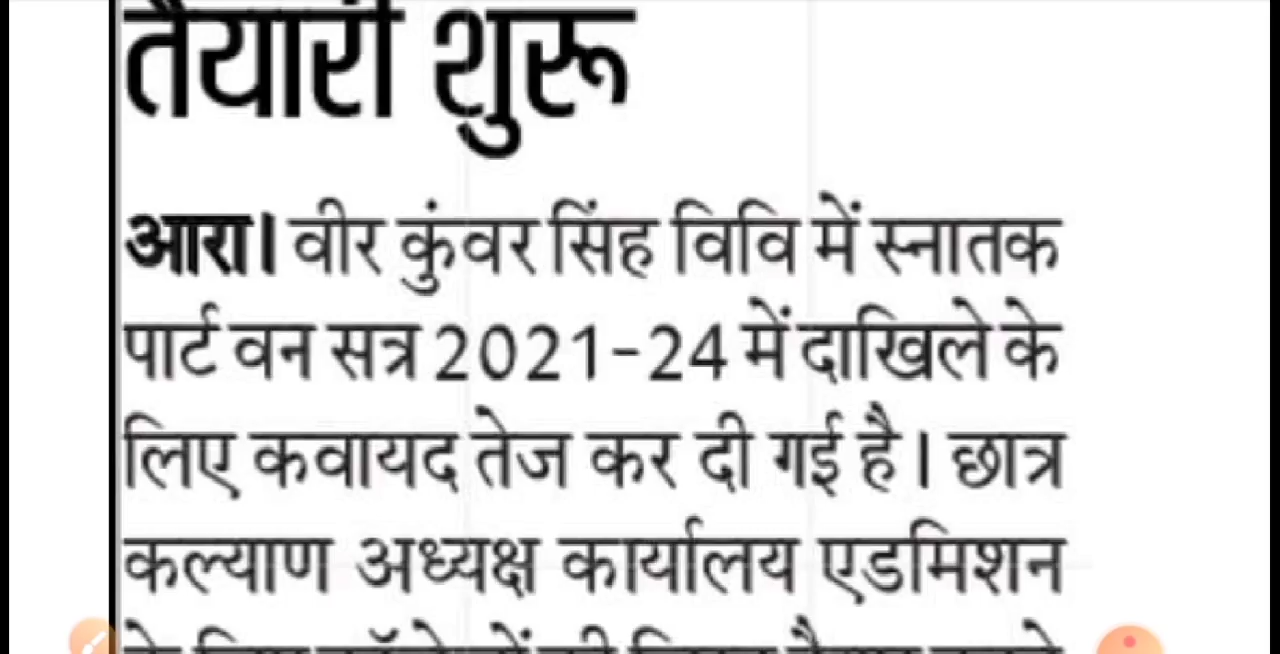 तैयारी शुरू
आरा। वीर कुंवर सिंह विवि में स्नातक
पार्ट वन सत्र 2021-24 में दाखिले के
लिए कवायद तेज कर दी गई है। छात्र
कल्याण अध्यक्ष कार्यालय एडमिशन